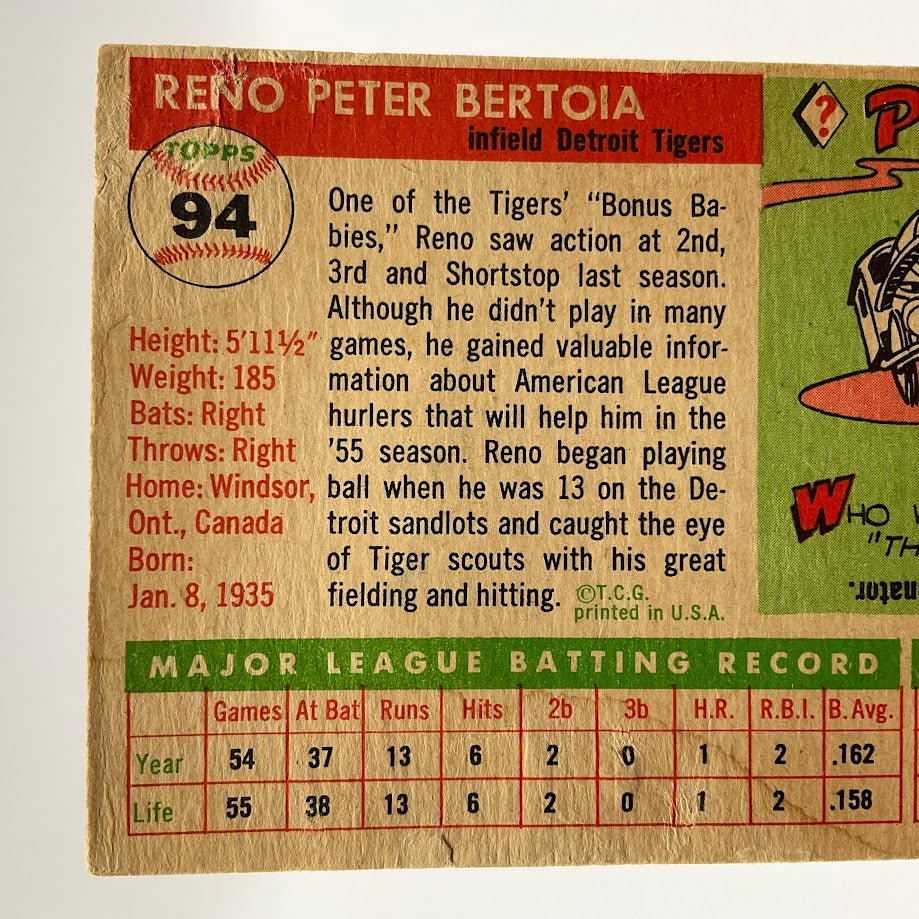 RENO PETER BERTOIA
infield Detroit Tigers
TOPPS
94
One of the Tigers' "Bonus Ba-
bies," Reno saw action at 2nd,
3rd and Shortstop last season.
Although he didn't play in many
games, he gained valuable infor-
mation about American League
hurlers that will help him in the
'55 season. Reno began playing
ball when he was 13 on the De-
troit sandlots and caught the eye
of Tiger scouts with his great
fielding and hitting.
©T.C.G.
printed in U.S.A.
Height: 5'11½"
Weight: 185
Bats: Right
Throws: Right
Home: Windsor,
Ont., Canada
Born:
Jan. 8, 1935
?
WHO
MAJOR LEAGUE BATTING RECORD
Games At Bat Runs Hits 2b 3b H.R. R.B.I. B. Avg.
Year 54 37 13 6 2 0 1 2 .162
Life 55 38 13 6 2 0 1 2 .158